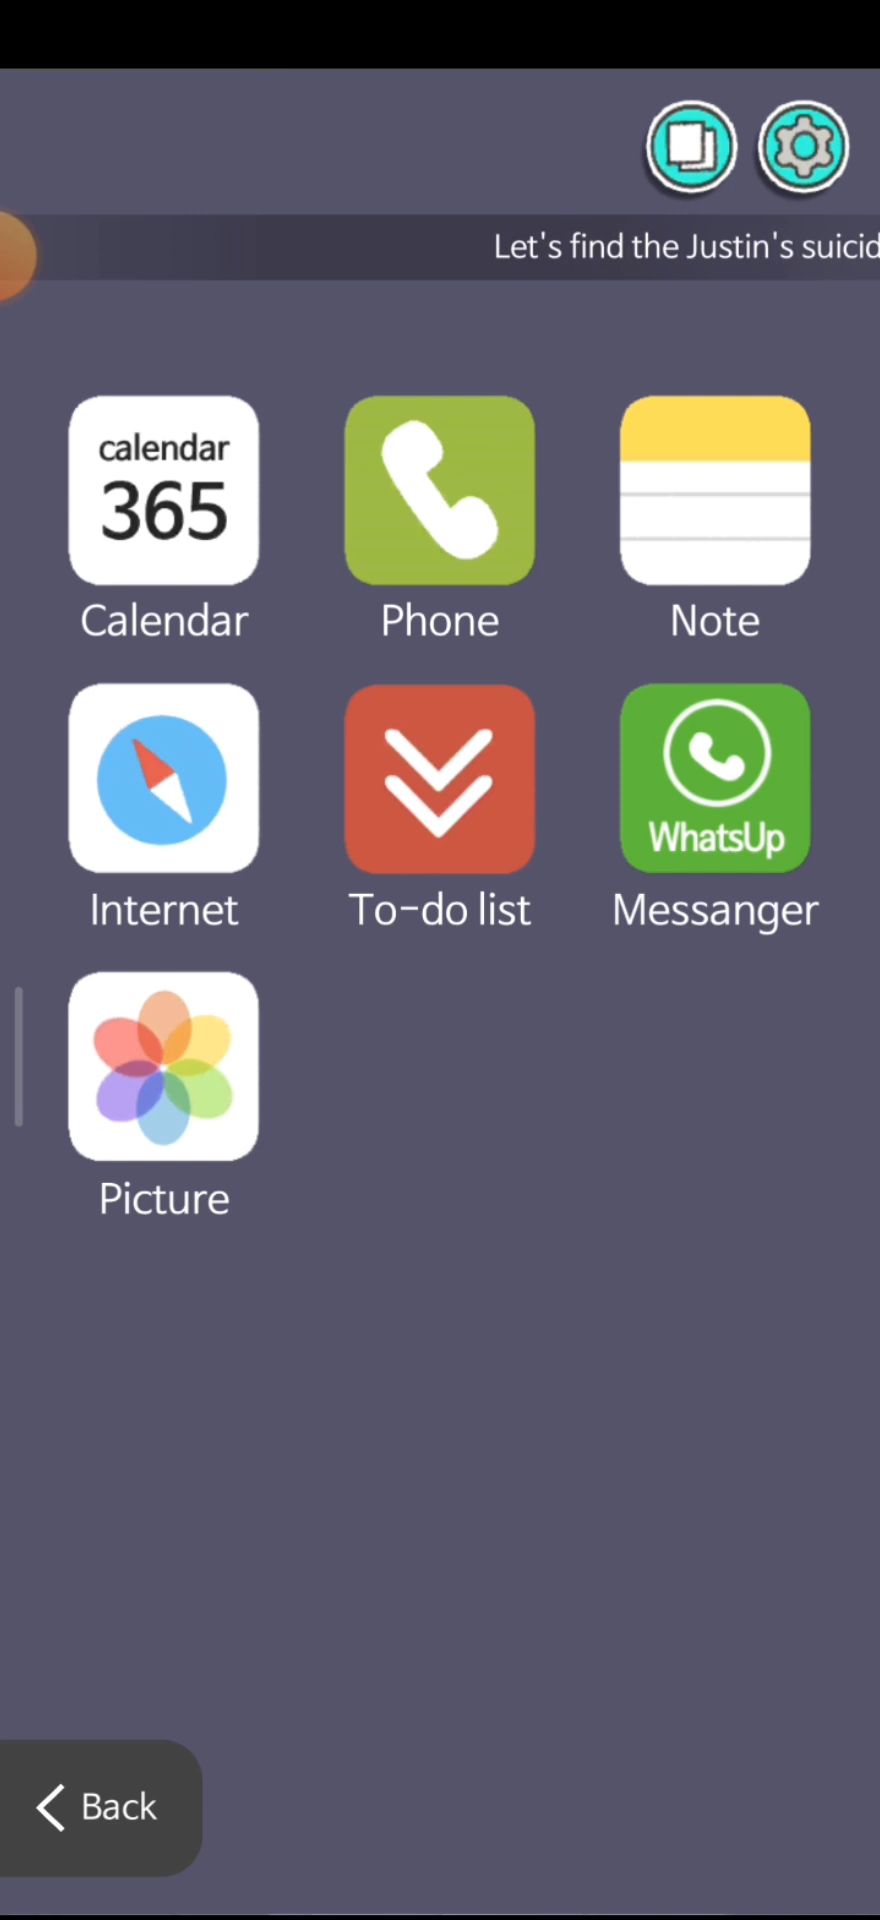 Let's find the Justin's suicid
calendar
365
Calendar
Phone
Note
WhatsUp
Internet
To-do list
Messanger
Picture
Back